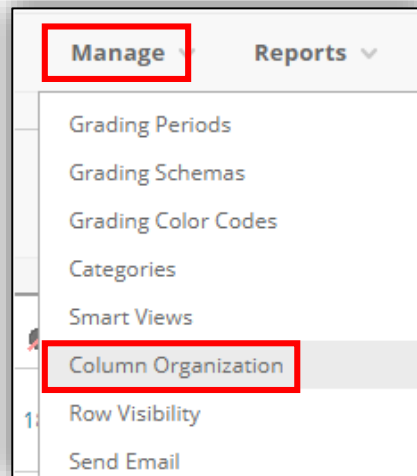 Manage Reports
Grading Periods
Grading Schemas
Grading Color Codes
Categories
Smart Views
Column Organization
Row Visibility
Send Email